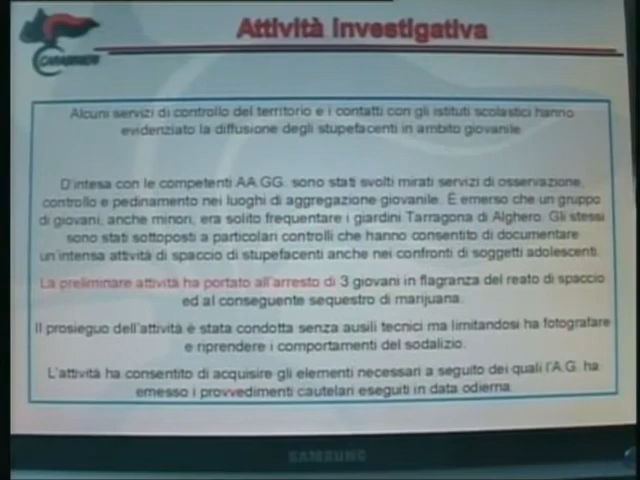 Attività investigativa
CARABINIERI
Alcuni servizi di controllo del territorio e i contatti con gli istituti scolastici hanno
evidenziato la diffusione degli stupefacenti in ambito giovanile
D'intesa con le competenti AA.GG. sono stati svolti mirati servizi di osservazione,
controllo e pedinamento nei luoghi di aggregazione giovanile. È emerso che un gruppo
di giovani, anche minori, era solito frequentare i giardini Tarragona di Alghero. Gli stessi
sono stati sottoposti a particolari controlli che hanno consentito di documentare
un'intensa attività di spaccio di stupefacenti anche nei confronti di soggetti adolescenti.
La preliminare attività ha portato all'arresto di 3 giovani in flagranza del reato di spaccio
ed al conseguente sequestro di marijuana.
Il prosieguo dell'attività è stata condotta senza ausili tecnici ma limitandosi ha fotografare
e riprendere i comportamenti del sodalizio.
L'attività ha consentito di acquisire gli elementi necessari a seguito dei quali l'A.G. ha
emesso i provvedimenti cautelari eseguiti in data odierna.
SAMSUNG